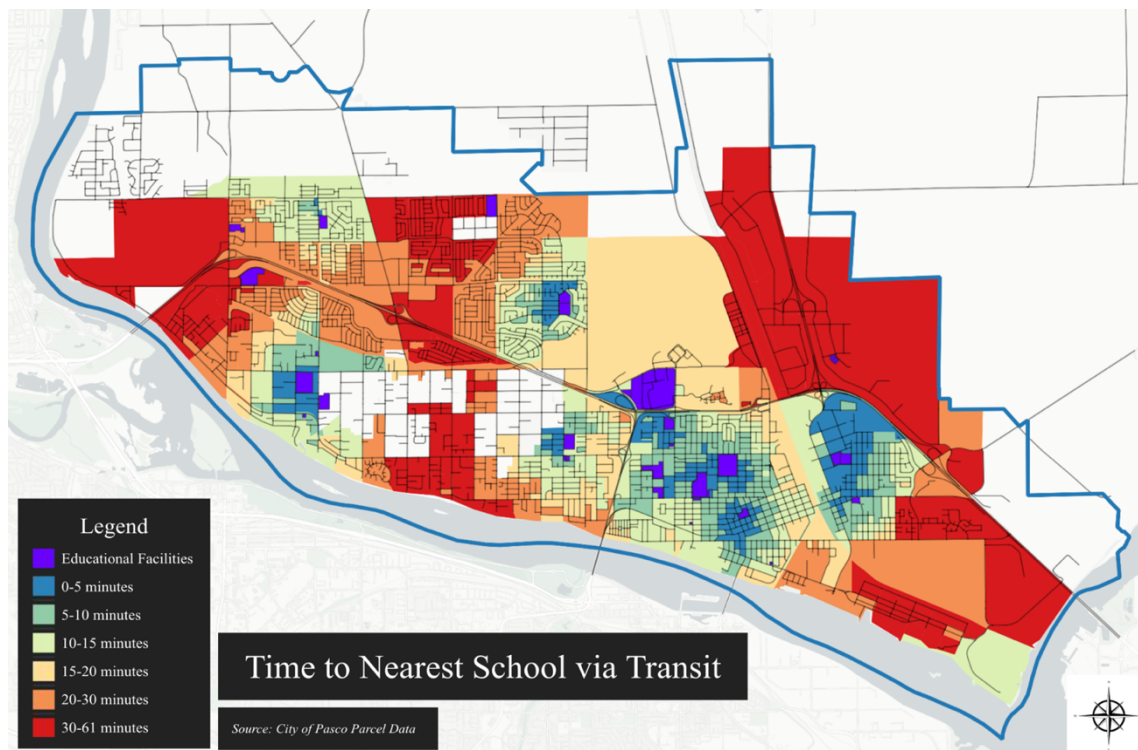 Legend
Educational Facilities
0-5 minutes
5-10 minutes
10-15 minutes
15-20 minutes
20-30 minutes
30-61 minutes
Time to Nearest School via Transit
Source: City of Pasco Parcel Data